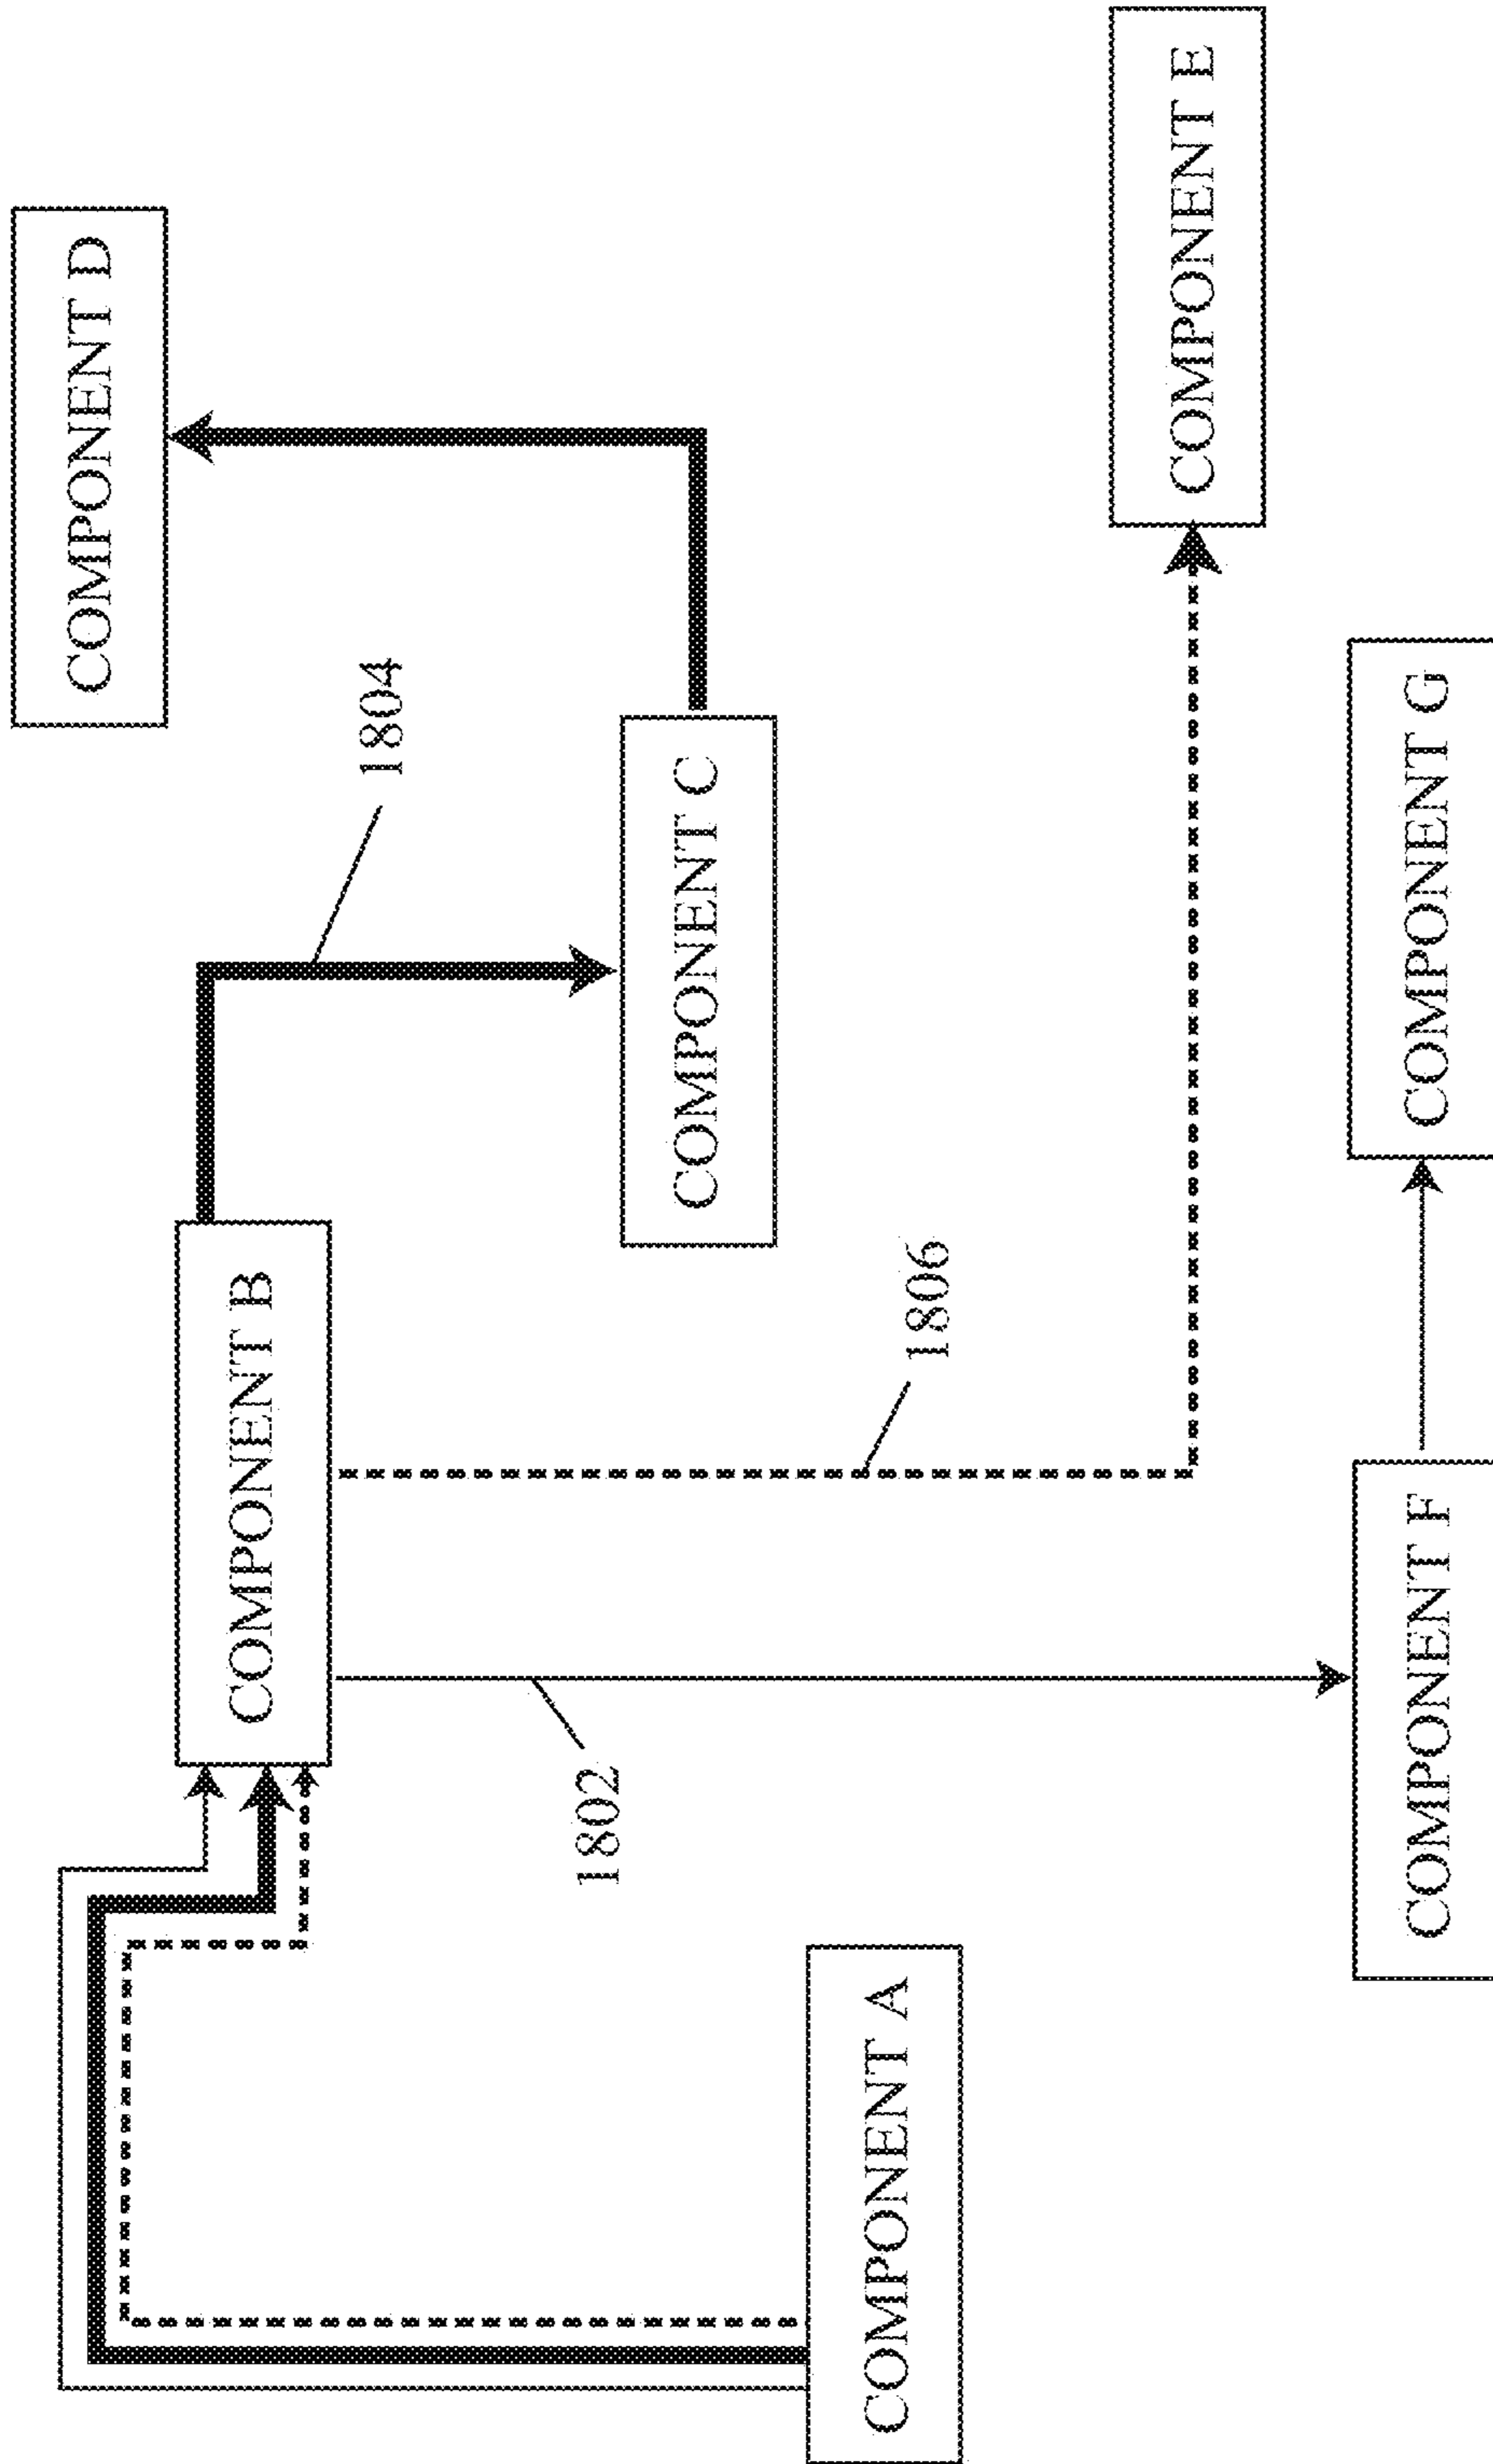 COMPONENT D
COMPONENT B
1804
1802
COMPONENT C
COMPONENT A
1806
COMPONENT E
COMPONENT F
COMPONENT G